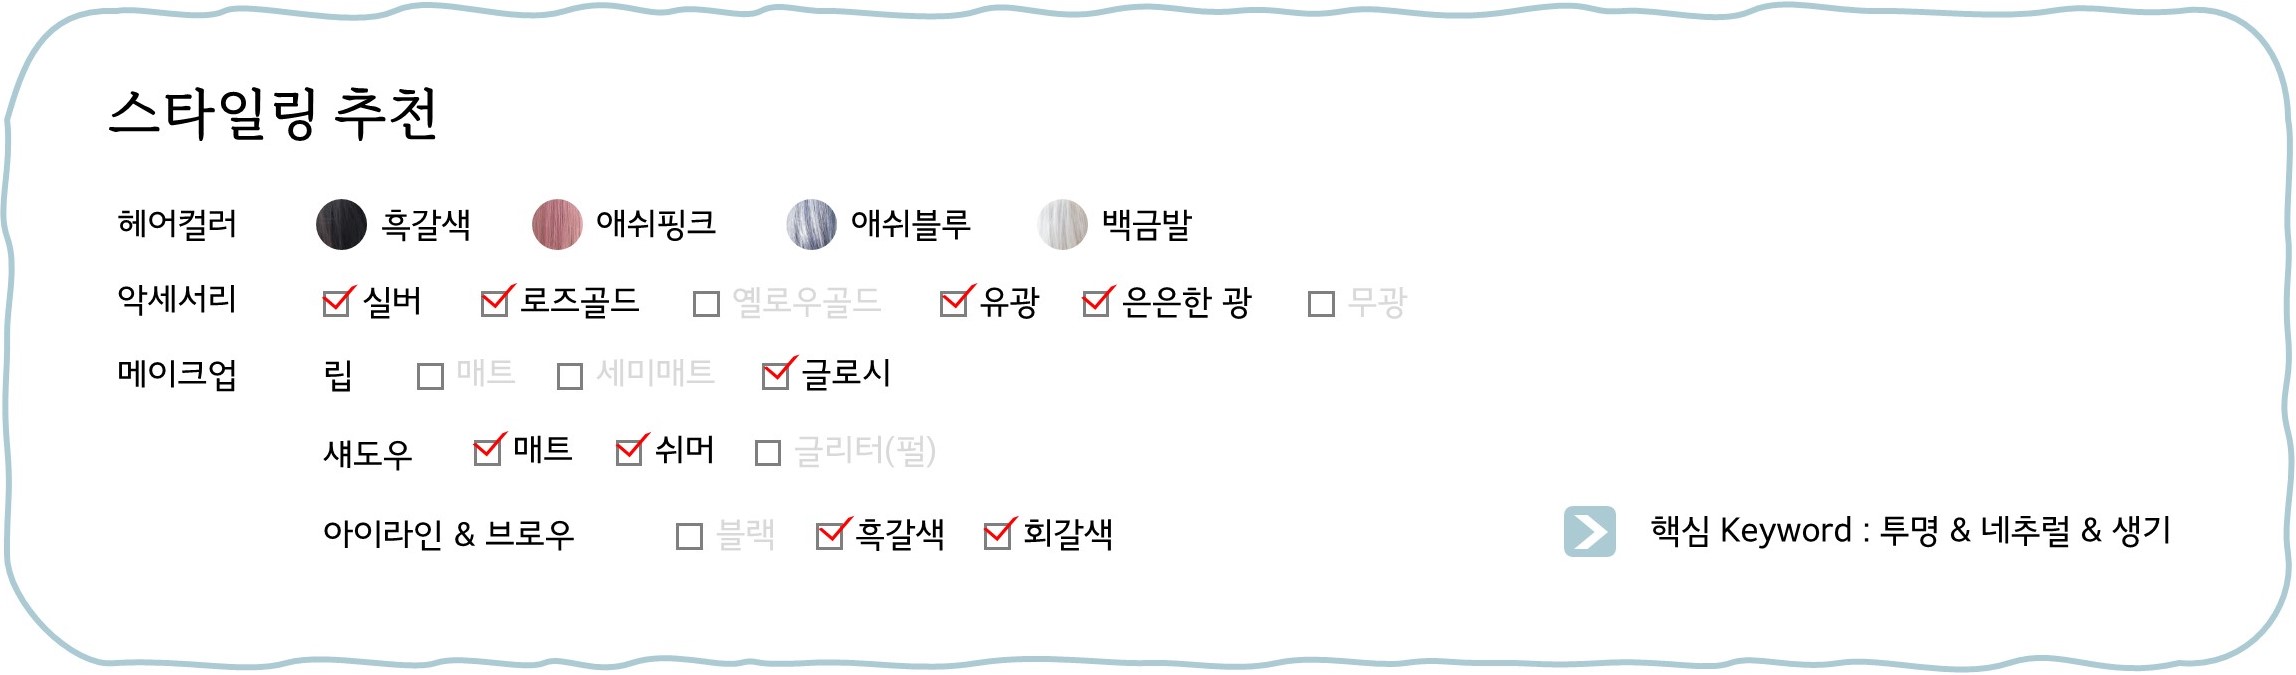 스타일링 추천
헤어컬러 흑갈색 애쉬핑크 애쉬블루 백금발
악세서리 실버 로즈골드 옐로우골드 유광 은은한 광 무광
메이크업 립 매트 세미매트 글로시
섀도우 매트 쉬머 글리터(펄)
아이라인 & 브로우 블랙 흑갈색 회갈색
핵심 Keyword : 투명 & 네추럴 & 생기